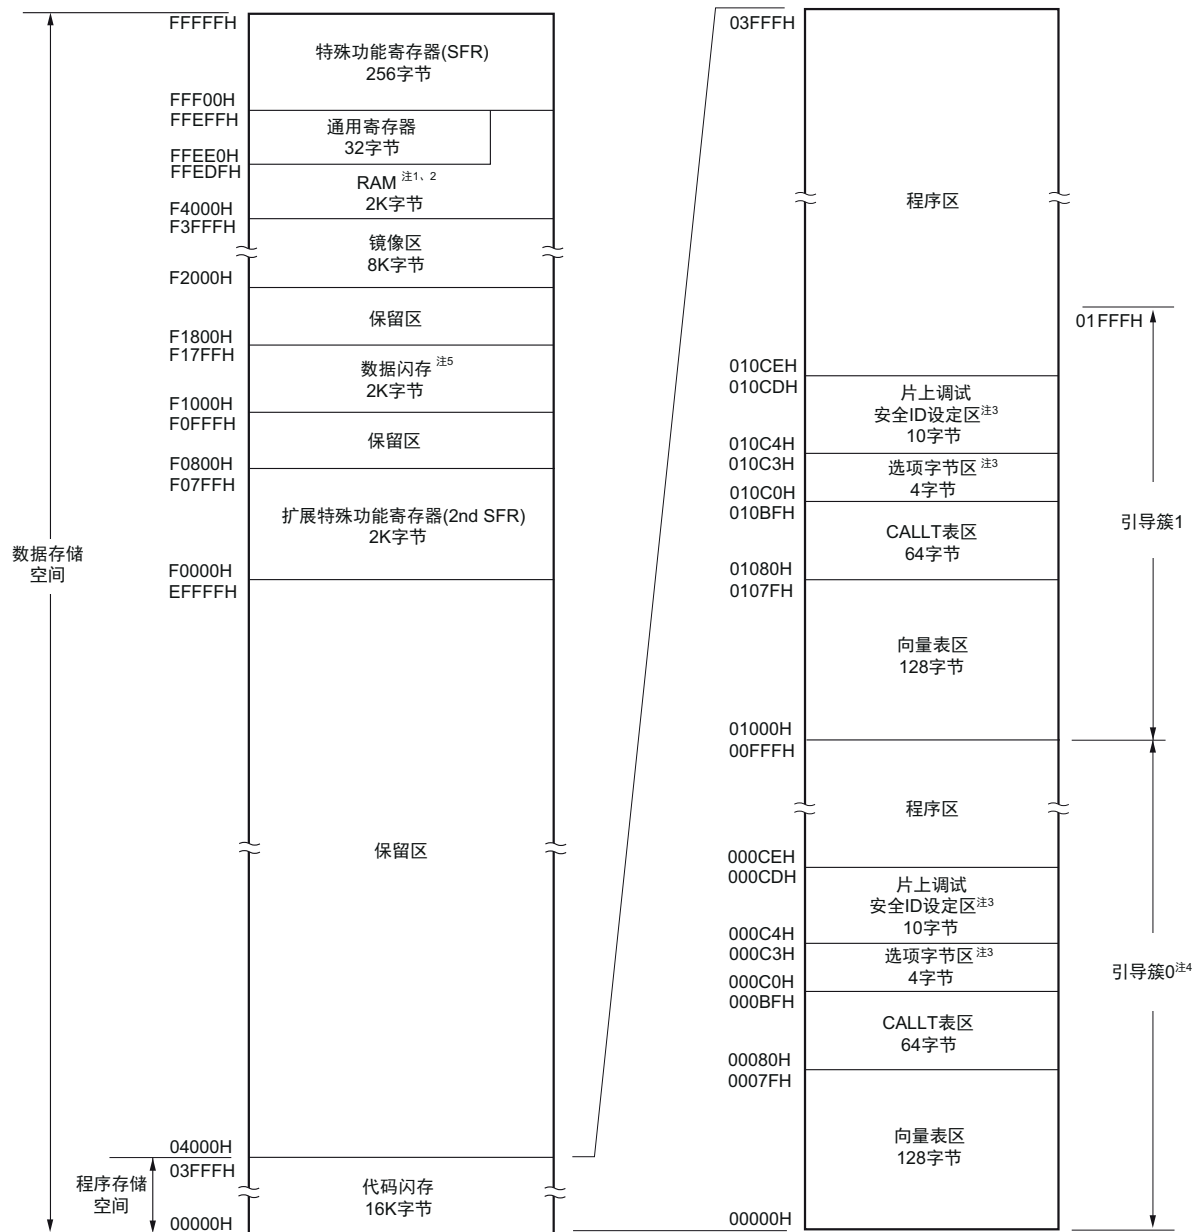 FFFFFH
特殊功能寄存器(SFR)
256字节
FFF00H
FFEFFH
通用寄存器
32字节
FFEE0H
FFEDFH
RAM 注1、2
2K字节
F4000H
F3FFFH
镜像区
8K字节
F2000H
保留区
F1800H
F17FFH
数据闪存 注5
2K字节
F1000H
F0FFFH
保留区
F0800H
F07FFH
扩展特殊功能寄存器(2nd SFR)
2K字节
数据存储
空间
F0000H
EFFFFH
保留区
04000H
03FFFH
程序存储
空间
代码闪存
16K字节
00000H
03FFFH
程序区
01FFFH
010CEH
010CDH
片上调试
安全ID设定区注3
10字节
010C4H
010C3H
选项字节区 注3
4字节
010C0H
010BFH
引导簇1
CALLT表区
64字节
01080H
0107FH
向量表区
128字节
01000H
00FFFH
程序区
000CEH
000CDH
片上调试
安全ID设定区注3
10字节
000C4H
000C3H
选项字节区 注3
4字节
引导簇0注4
000C0H
000BFH
CALLT表区
64字节
00080H
0007FH
向量表区
128字节
00000H